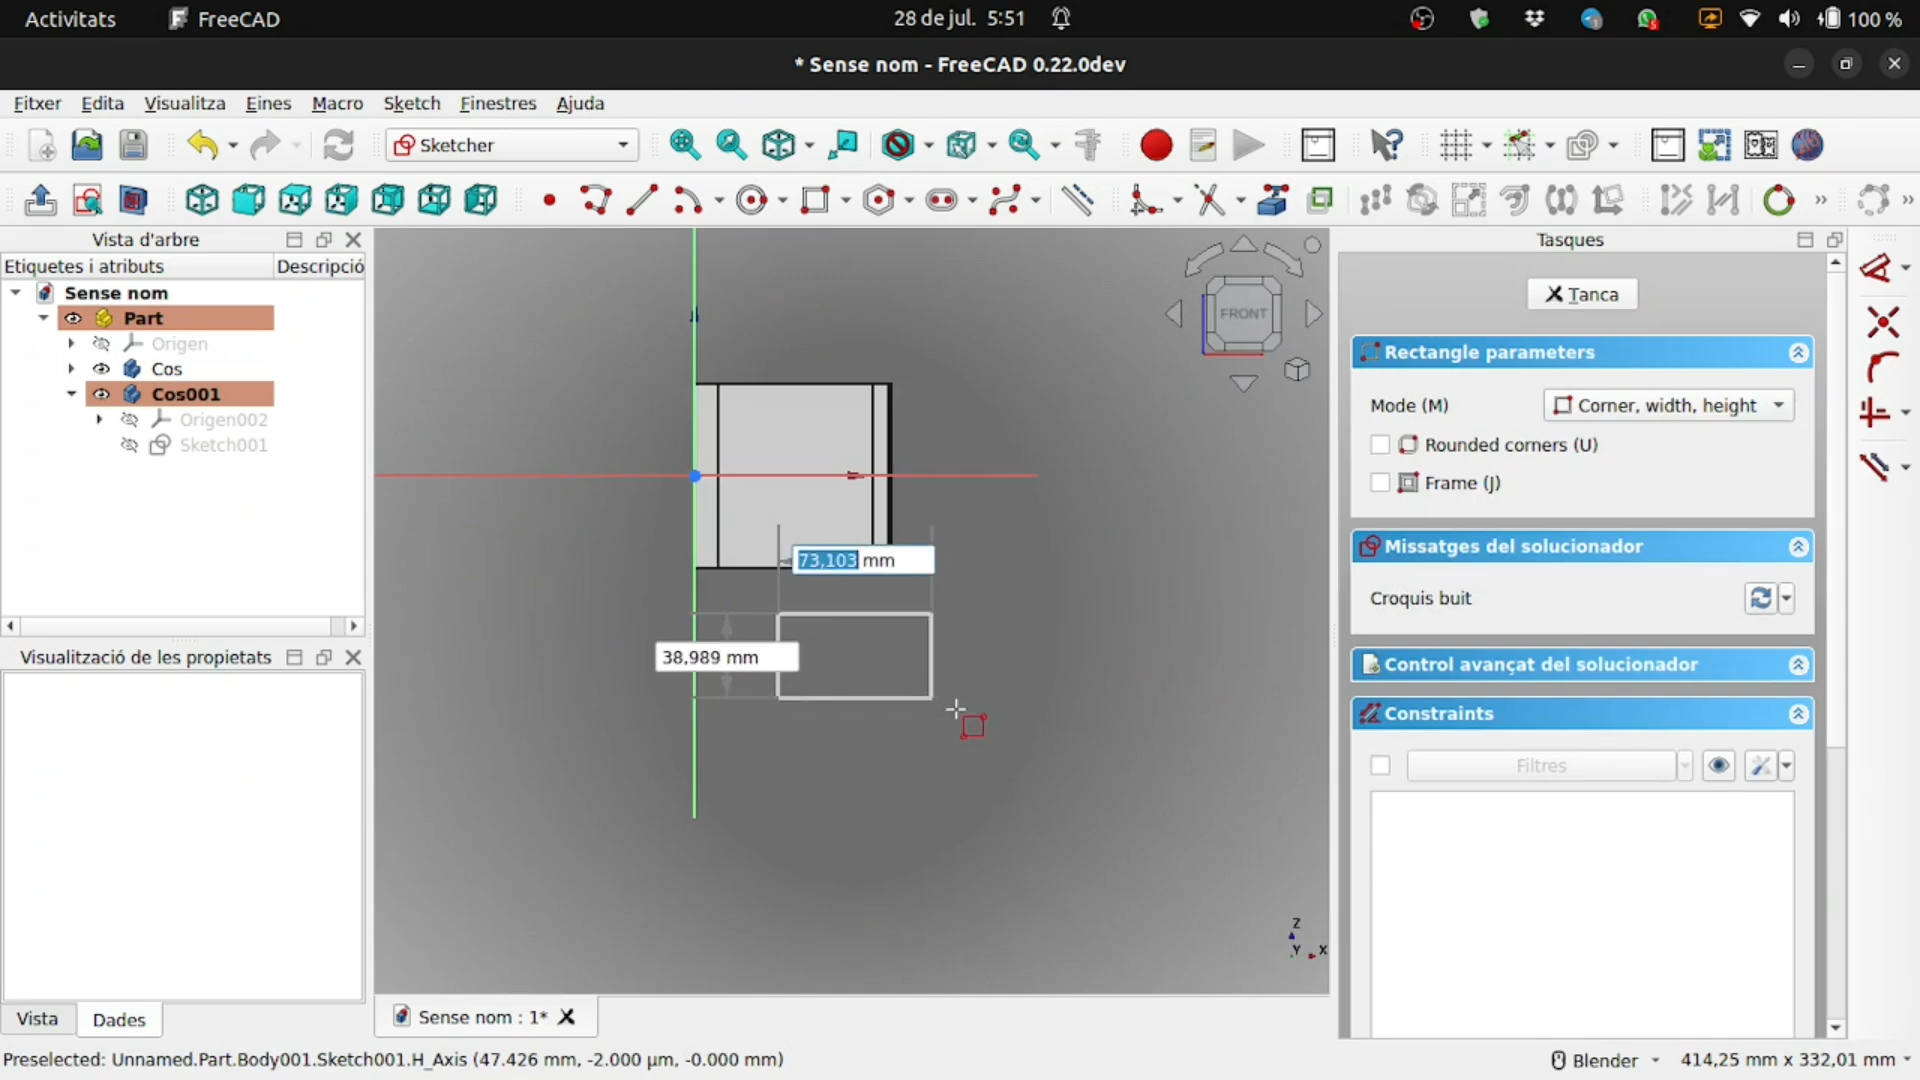 Activitats
FreeCAD
28 de jul. 5:51
100 %
* Sense nom - FreeCAD 0.22.0dev
Fitxer Edita Visualitza Eines Macro Sketch Finestres Ajuda
Sketcher
Vista d'arbre
Etiquetes i atributs
Descripció
Sense nom
Part
Origen
Cos
Cos001
Origen002
Sketch001
Visualització de les propietats
Vista
Dades
FRONT
73,103 mm
38,989 mm
Z
Y
X
Sense nom : 1*
Tasques
Tanca
Rectangle parameters
Mode (M)
Corner, width, height
Rounded corners (U)
Frame (J)
Missatges del solucionador
Croquis buit
Control avançat del solucionador
Constraints
Filtres
Preselected: Unnamed.Part.Body001.Sketch001.H_Axis (47.426 mm, -2.000 µm, -0.000 mm)
Blender
414,25 mm x 332,01 mm